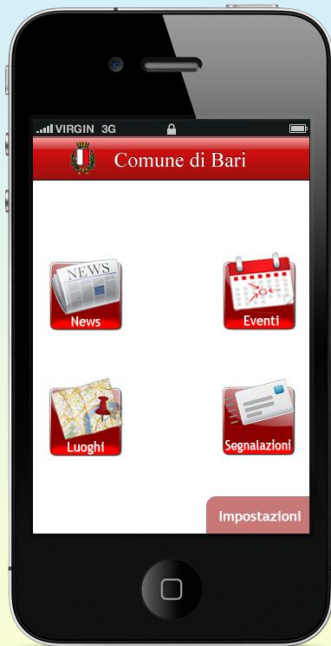 VIRGIN 3G
Comune di Bari
NEWS
News
Eventi
Luoghi
Segnalazioni
Impostazioni